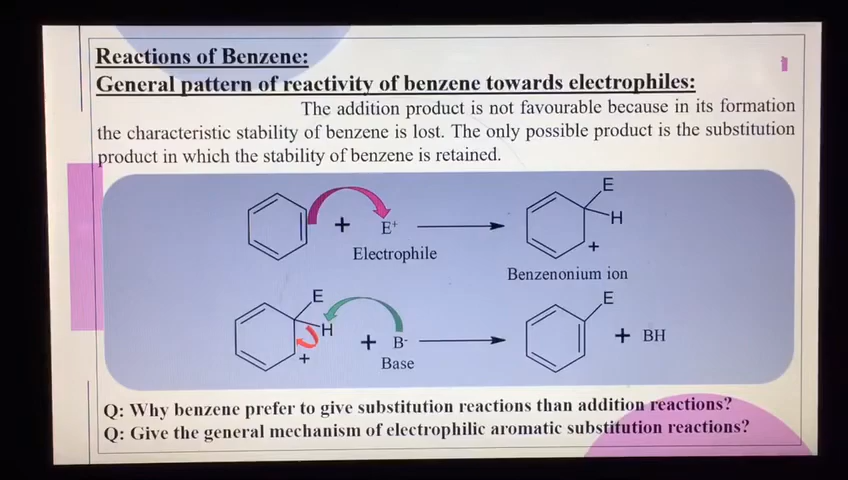 Reactions of Benzene:
General pattern of reactivity of benzene towards electrophiles:
The addition product is not favourable because in its formation
the characteristic stability of benzene is lost. The only possible product is the substitution
product in which the stability of benzene is retained.
E
H
+ E+
+
Electrophile
Benzenonium ion
E
E
H
+ B-
+ BH
+
Base
Q: Why benzene prefer to give substitution reactions than addition reactions?
Q: Give the general mechanism of electrophilic aromatic substitution reactions?